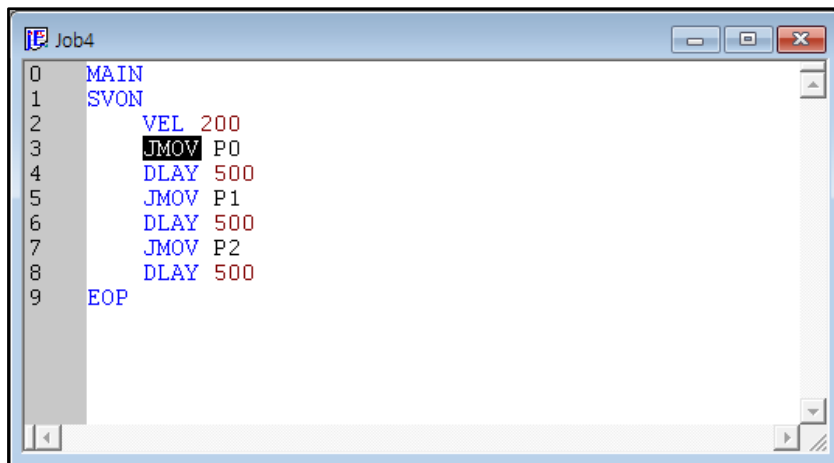 Job4
0 MAIN
1 SVON
2 VEL 200
3 JMOV P0
4 DLAY 500
5 JMOV P1
6 DLAY 500
7 JMOV P2
8 DLAY 500
9 EOP